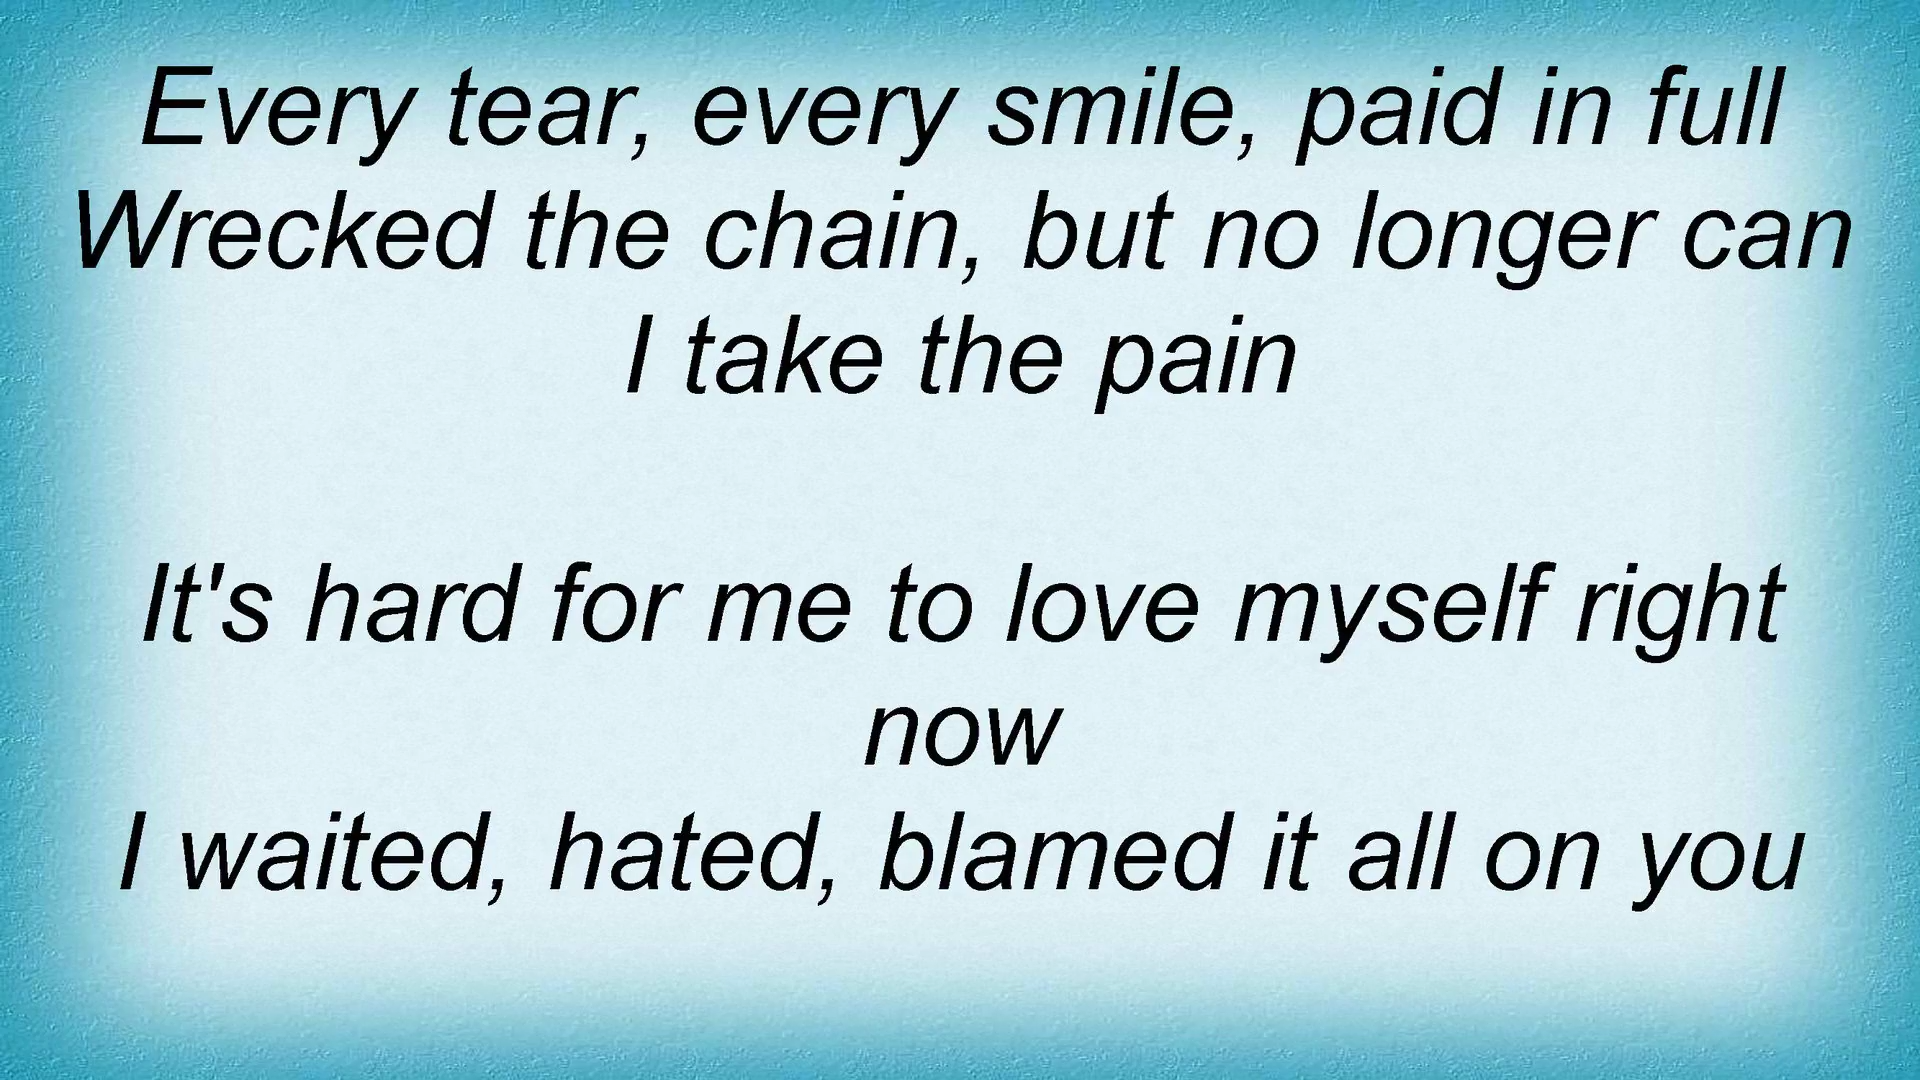 Every tear, every smile, paid in full
Wrecked the chain, but no longer can
I take the pain
It's hard for me to love myself right
now
I waited, hated, blamed it all on you